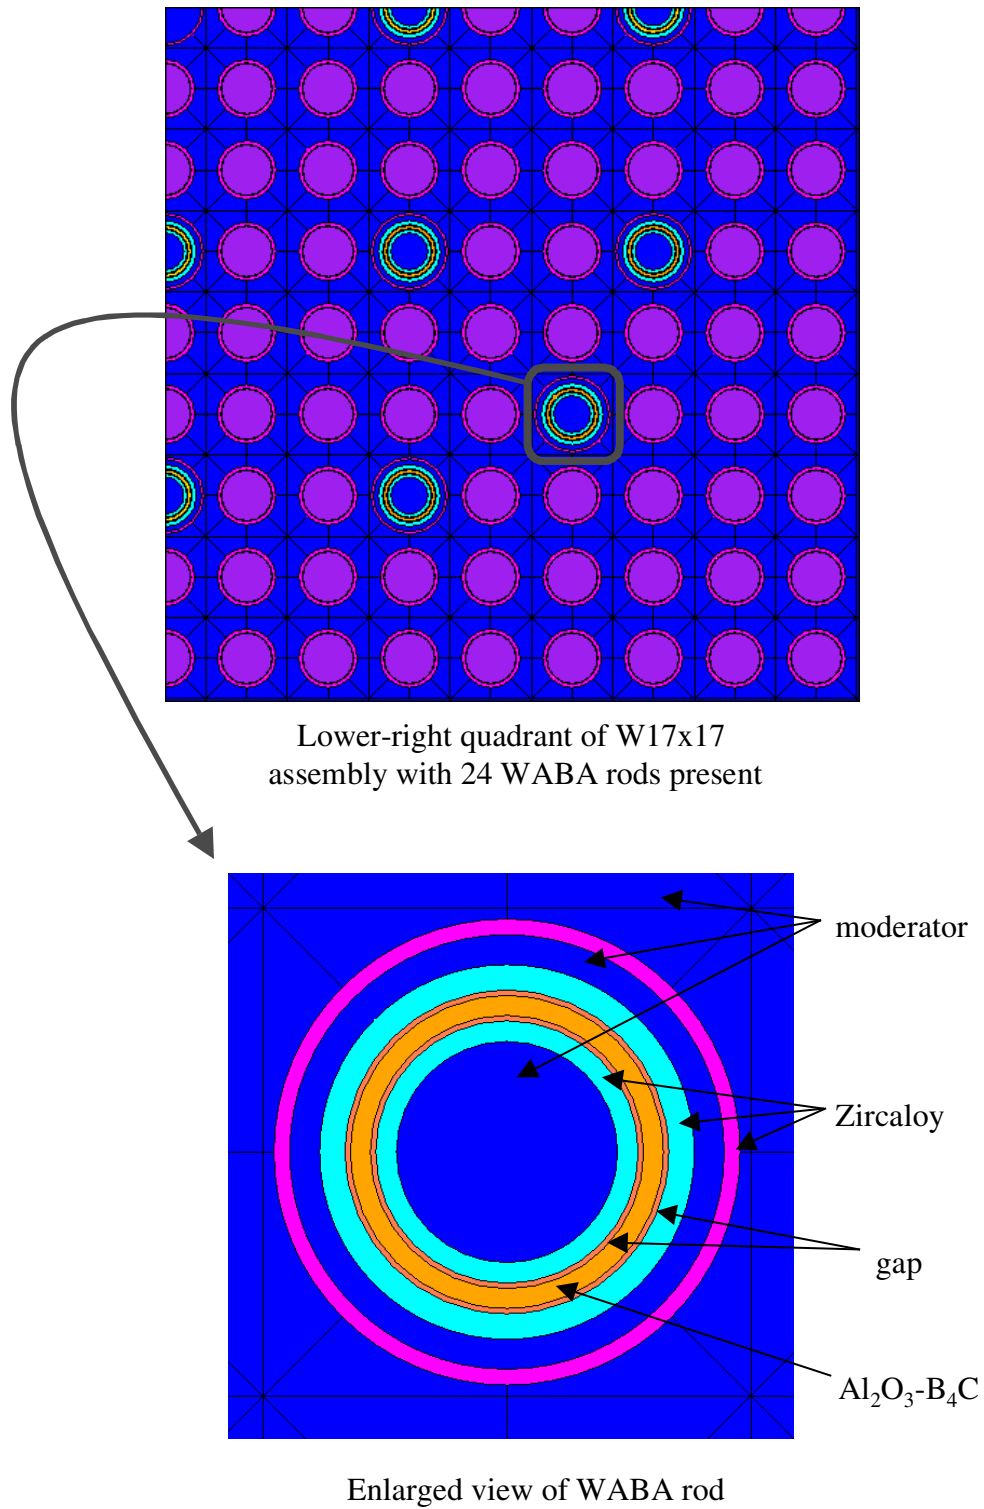 Lower-right quadrant of W17x17
assembly with 24 WABA rods present
moderator
Zircaloy
gap
Al₂O₃-B₄C
Enlarged view of WABA rod